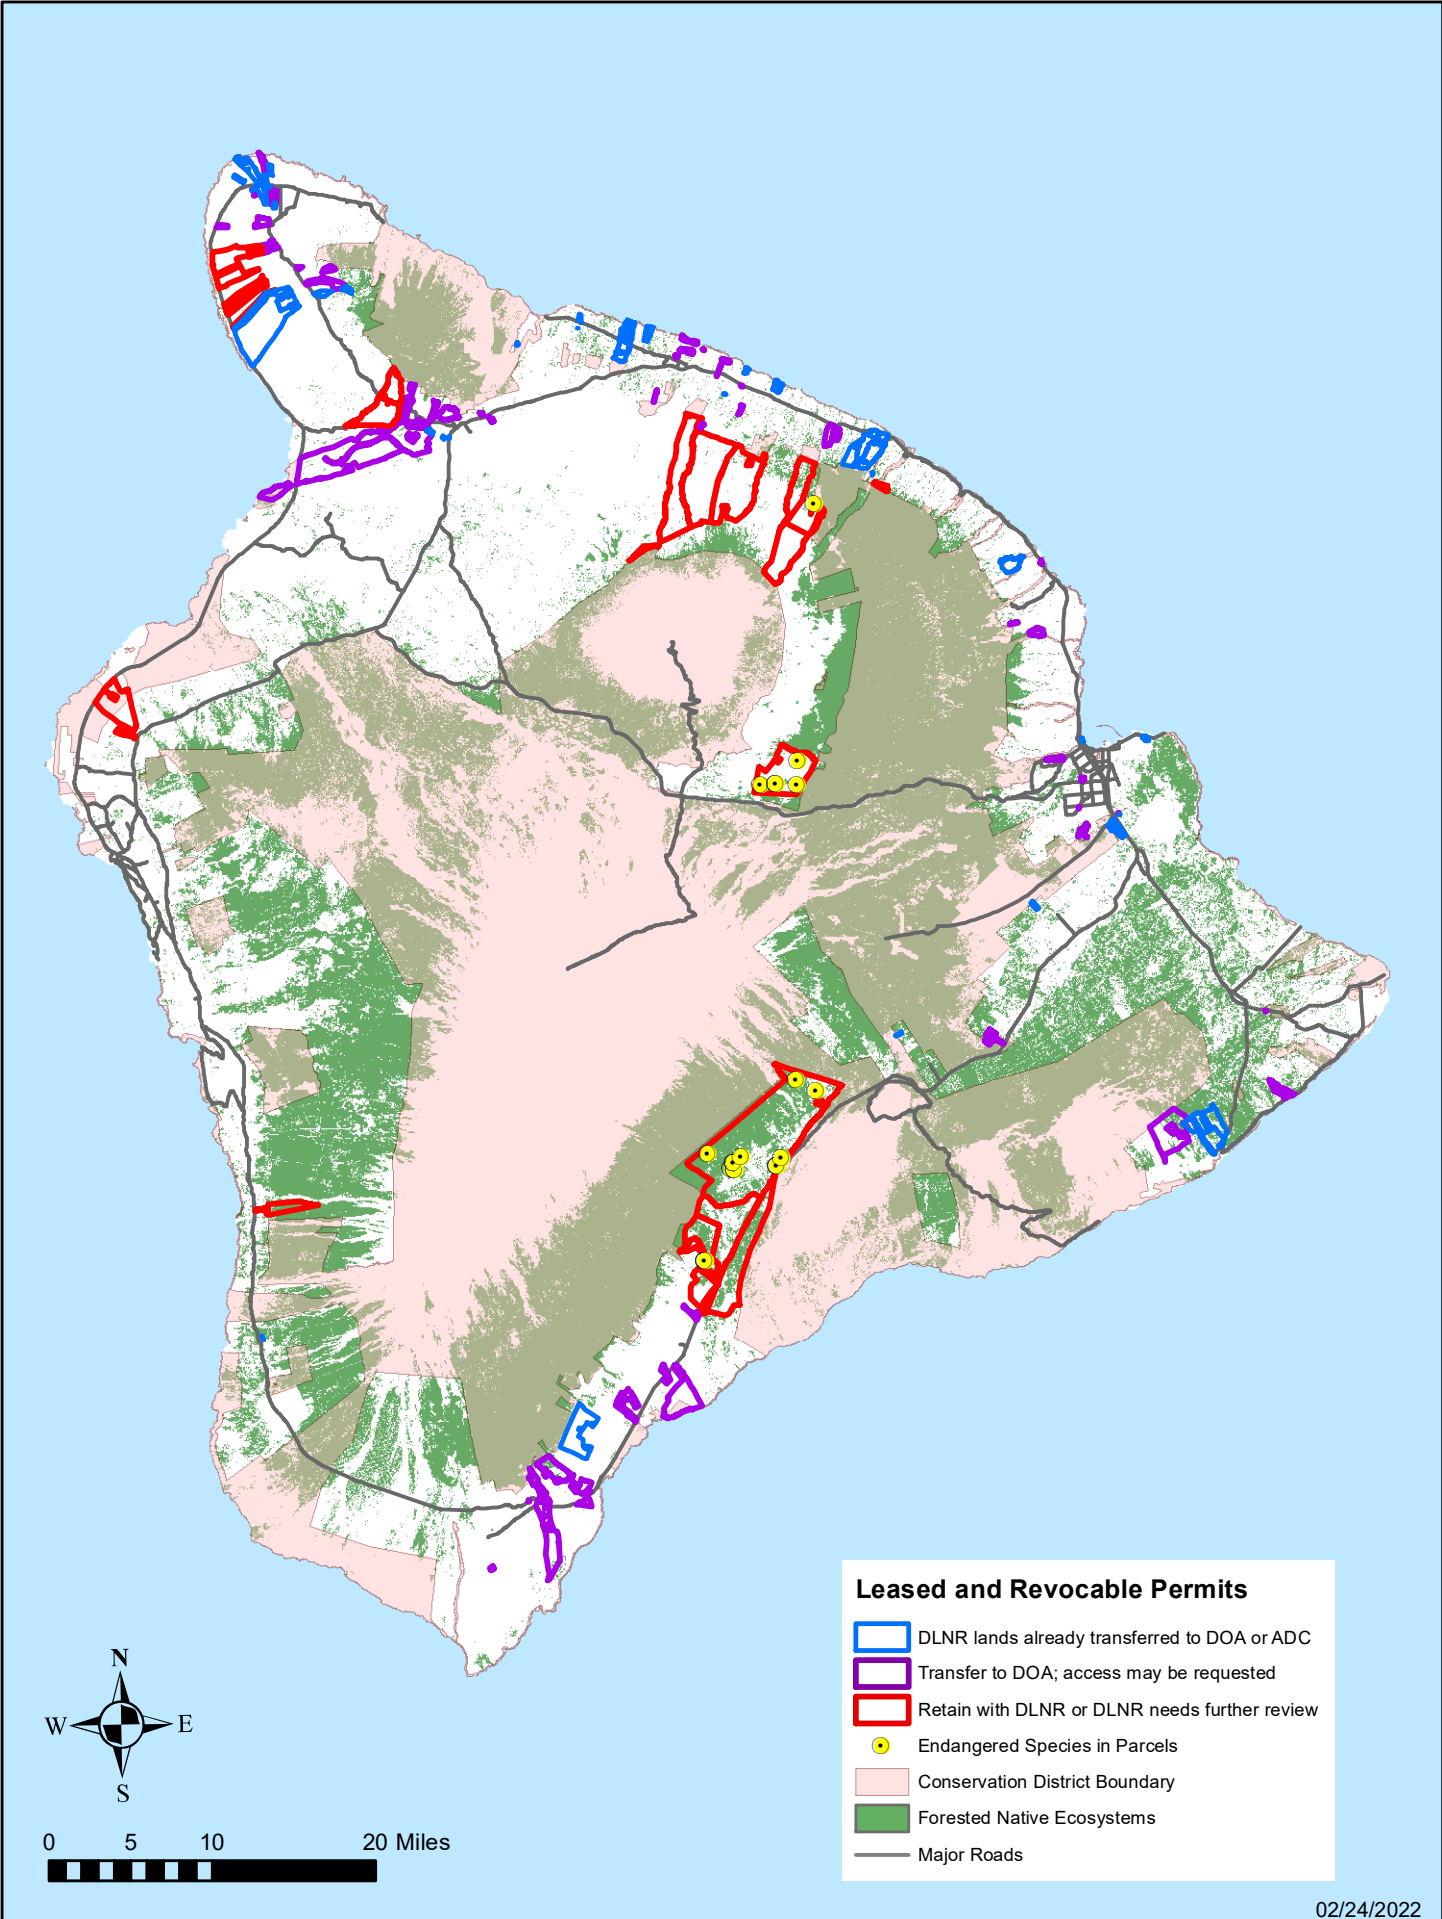 Leased and Revocable Permits
DLNR lands already transferred to DOA or ADC
Transfer to DOA; access may be requested
Retain with DLNR or DLNR needs further review
Endangered Species in Parcels
Conservation District Boundary
Forested Native Ecosystems
Major Roads
N
W E
S
0 5 10 20 Miles
02/24/2022